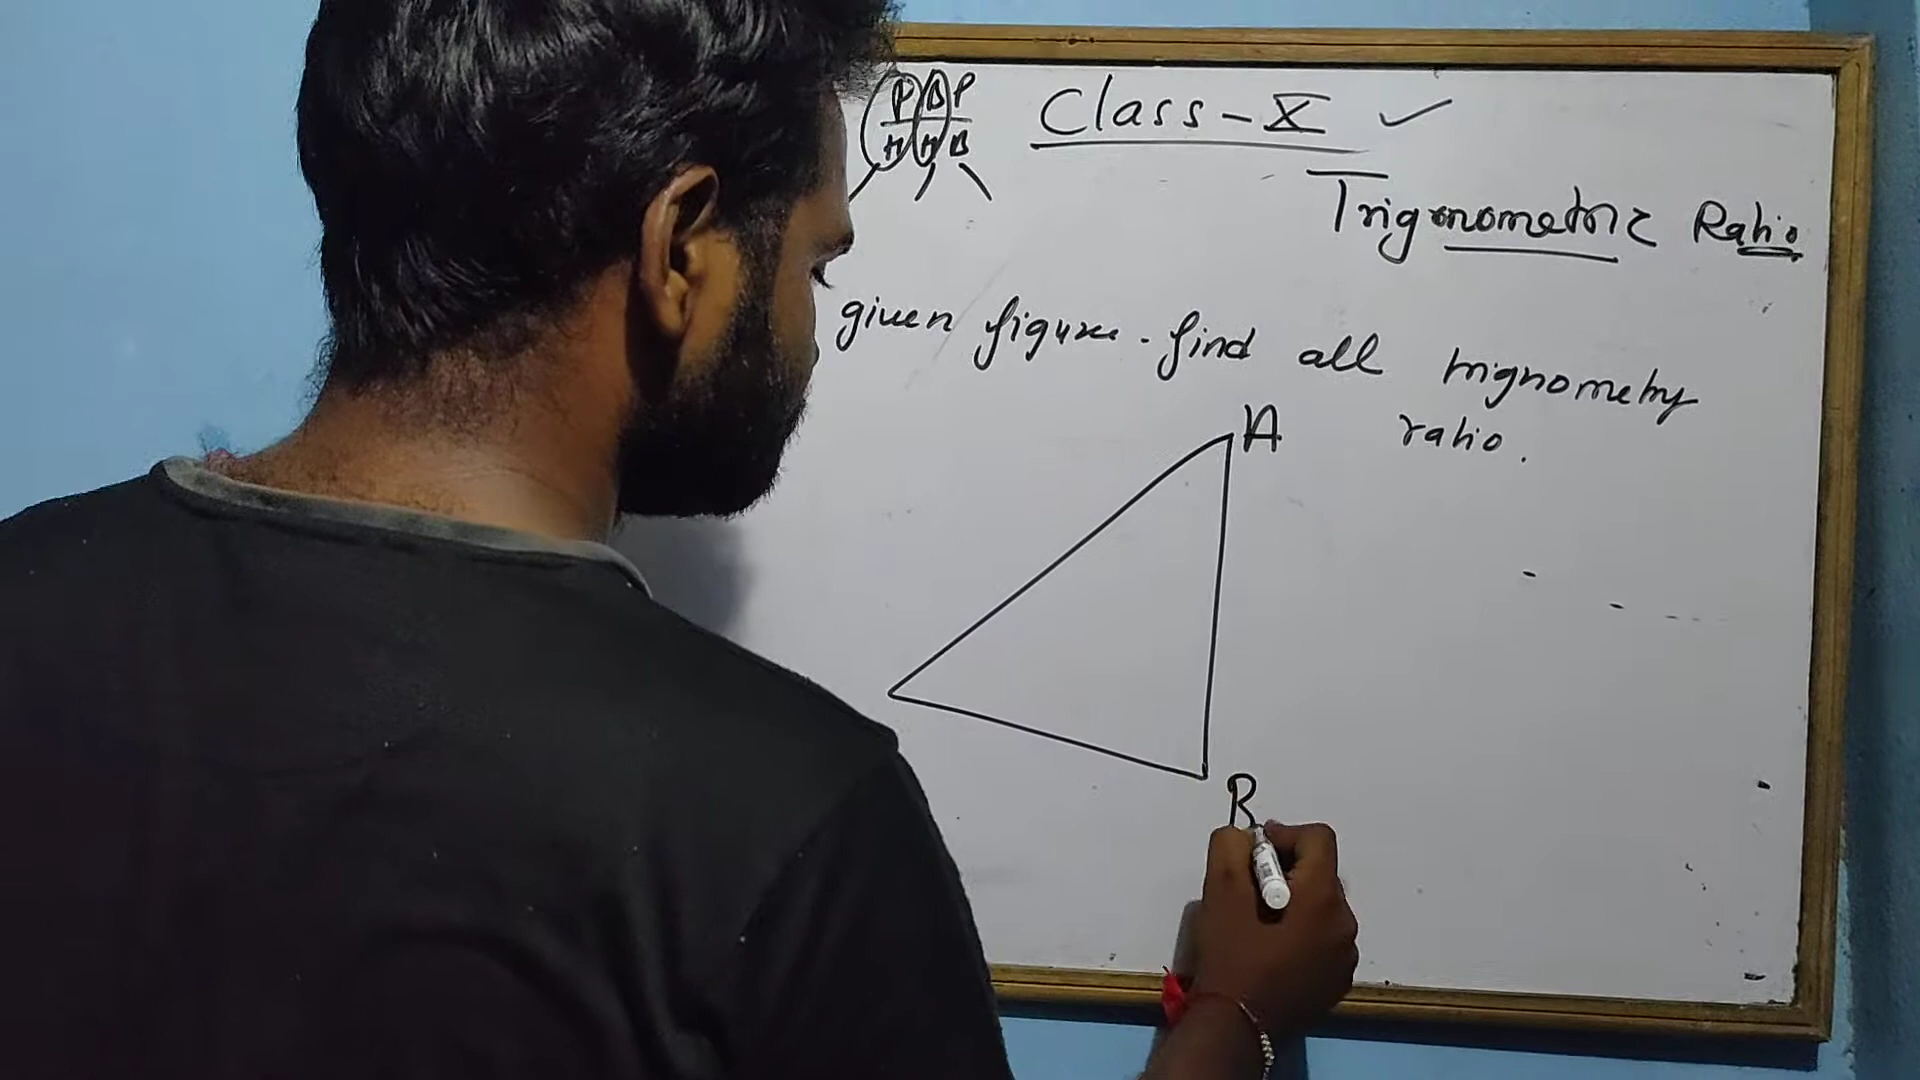 P B P
H H B
Class - X ✓
Trigonometric Ratio
given figure. find all trignometry
ratio.
A
B